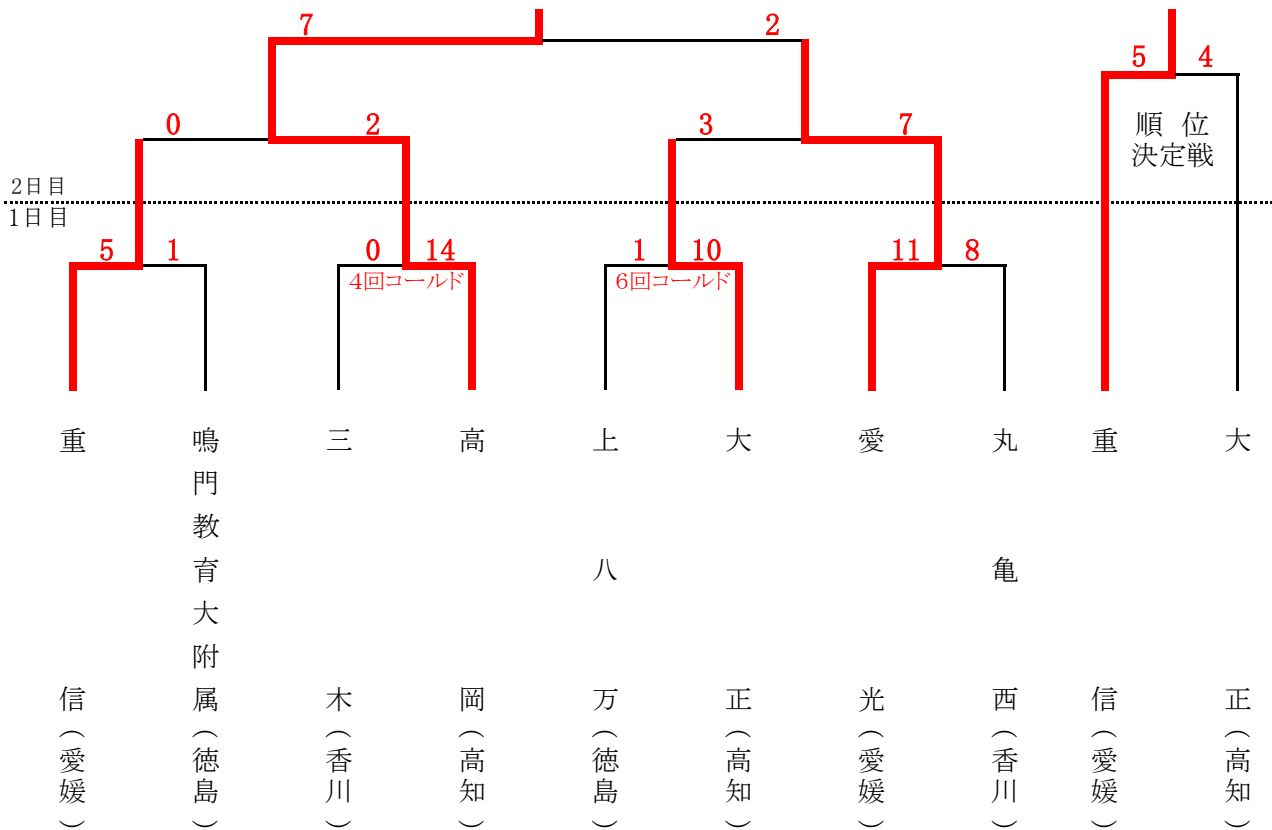 7
2
5
4
0
2
3
7
順位
決定戦
2日目
1日目
5
1
0
14
1
10
11
8
4回コールド
6回コールド
重信(愛媛)
鳴門教育大附属(徳島)
三木(香川)
高岡(高知)
上八万(徳島)
大正(高知)
愛光(愛媛)
丸亀西(香川)
重信(愛媛)
大正(高知)